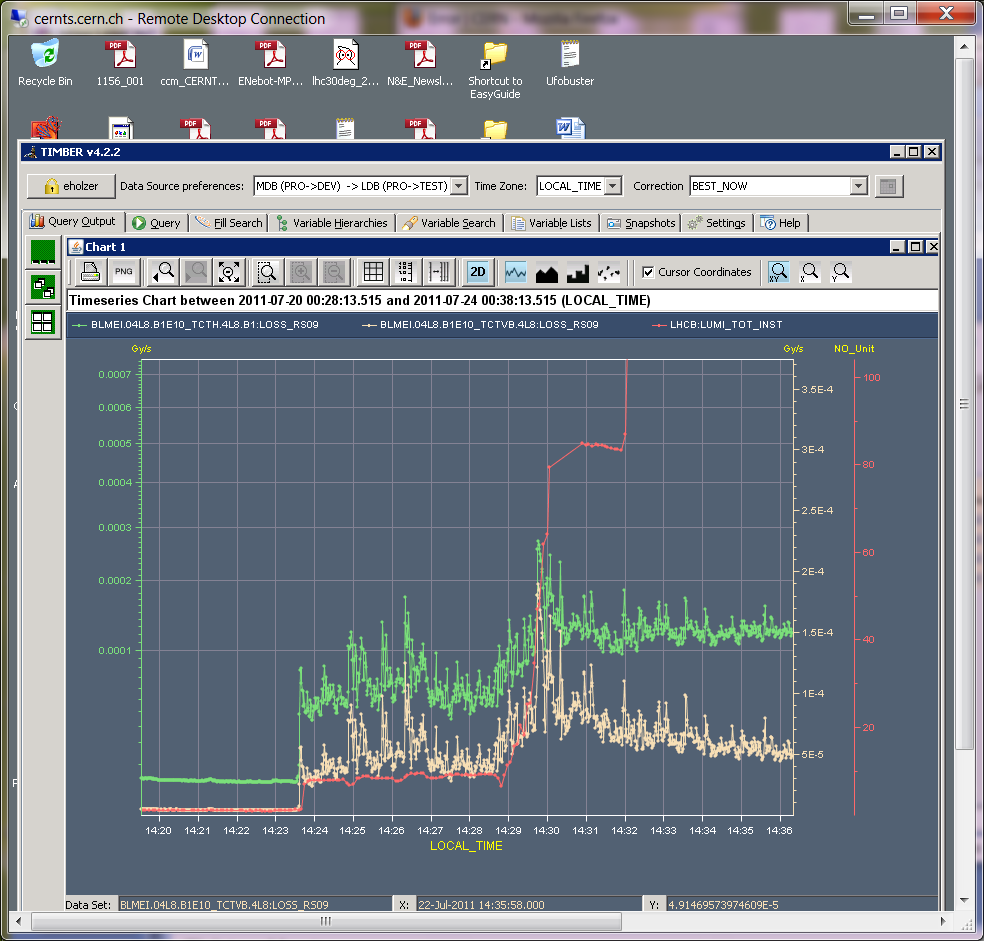 cernts.cern.ch - Remote Desktop Connection
Recycle Bin 1156_001 ccm_CERNT... ENebot-MP... lhc30deg_2... N&E_Newsl... Shortcut to EasyGuide Ufobuster
TIMBER v4.2.2
eholzer Data Source preferences: MDB (PRO->DEV) -> LDB (PRO->TEST) Time Zone: LOCAL_TIME Correction BEST_NOW
Query Output Query Fill Search Variable Hierarchies Variable Search Variable Lists Snapshots Settings Help
Chart 1
PNG 2D Cursor Coordinates XY X Y
Timeseries Chart between 2011-07-20 00:28:13.515 and 2011-07-24 00:38:13.515 (LOCAL_TIME)
BLMEI.04L8.B1E10_TCTH.4L8.B1:LOSS_RS09 BLMEI.04L8.B1E10_TCTVB.4L8:LOSS_RS09 LHCB:LUMI_TOT_INST
Gy/s Gy/s NO_Unit
0.0007 100
3.5E-4
0.0006
0.0005 3E-4
80
0.0004
2.5E-4
0.0003
60
0.0002 2E-4
1.5E-4 40
0.0001
1E-4
20
5E-5
14:20 14:21 14:22 14:23 14:24 14:25 14:26 14:27 14:28 14:29 14:30 14:31 14:32 14:33 14:34 14:35 14:36
LOCAL_TIME
Data Set: BLMEI.04L8.B1E10_TCTVB.4L8:LOSS_RS09 X: 22-Jul-2011 14:35:58.000 Y: 4.91469573974609E-5